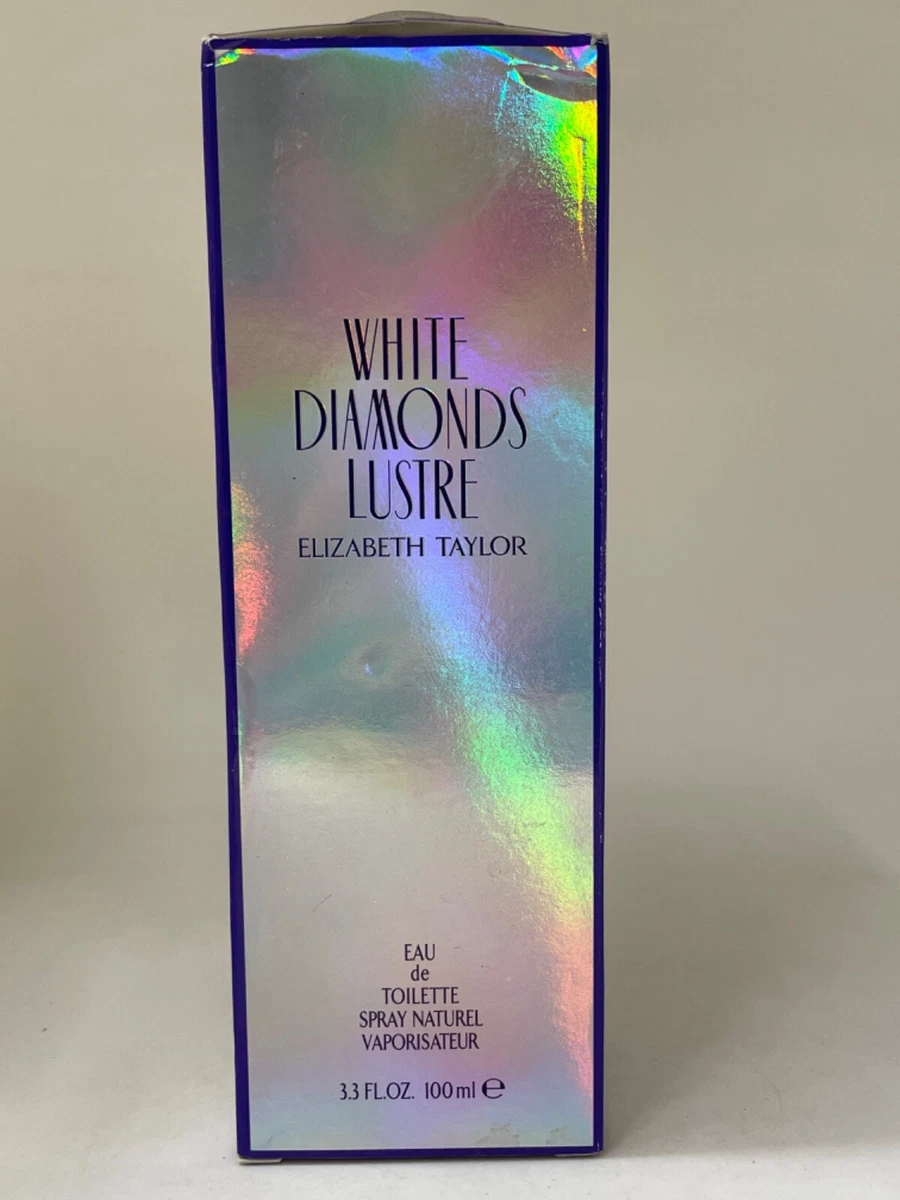 WHITE
DIAMONDS
LUSTRE
ELIZABETH TAYLOR
EAU
de
TOILETTE
SPRAY NATUREL
VAPORISATEUR
3.3 FL.OZ. 100 ml ℮